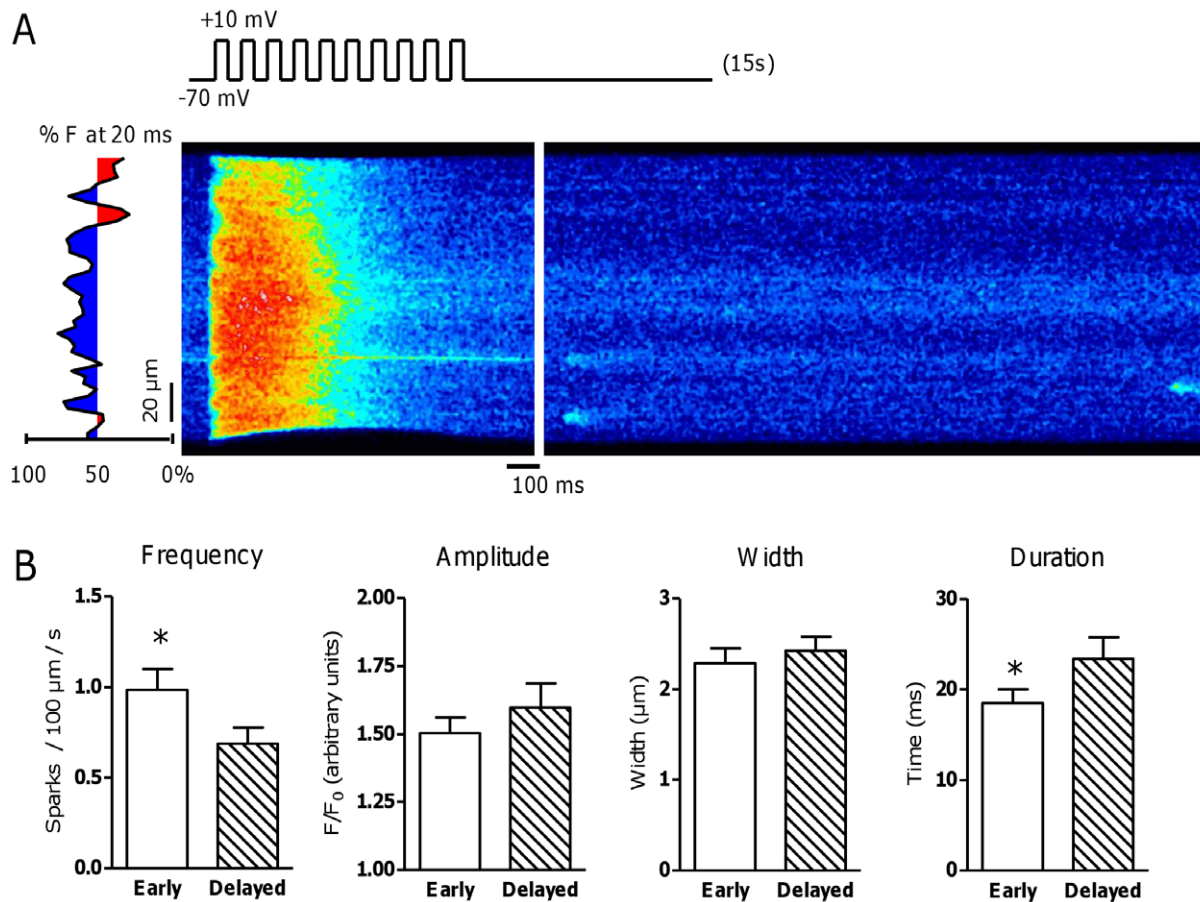 A
+10 mV
(15s)
-70 mV
% F at 20 ms
20 µm
100 50 0%
100 ms
B
Frequency
Amplitude
Width
Duration
Sparks / 100 µm / s
1.5
1.0
0.5
0.0
Early Delayed
*
F/F0 (arbitrary units)
2.00
1.75
1.50
1.25
1.00
Early Delayed
Width (µm)
3
2
1
0
Early Delayed
Time (ms)
30
20
10
0
Early Delayed
*